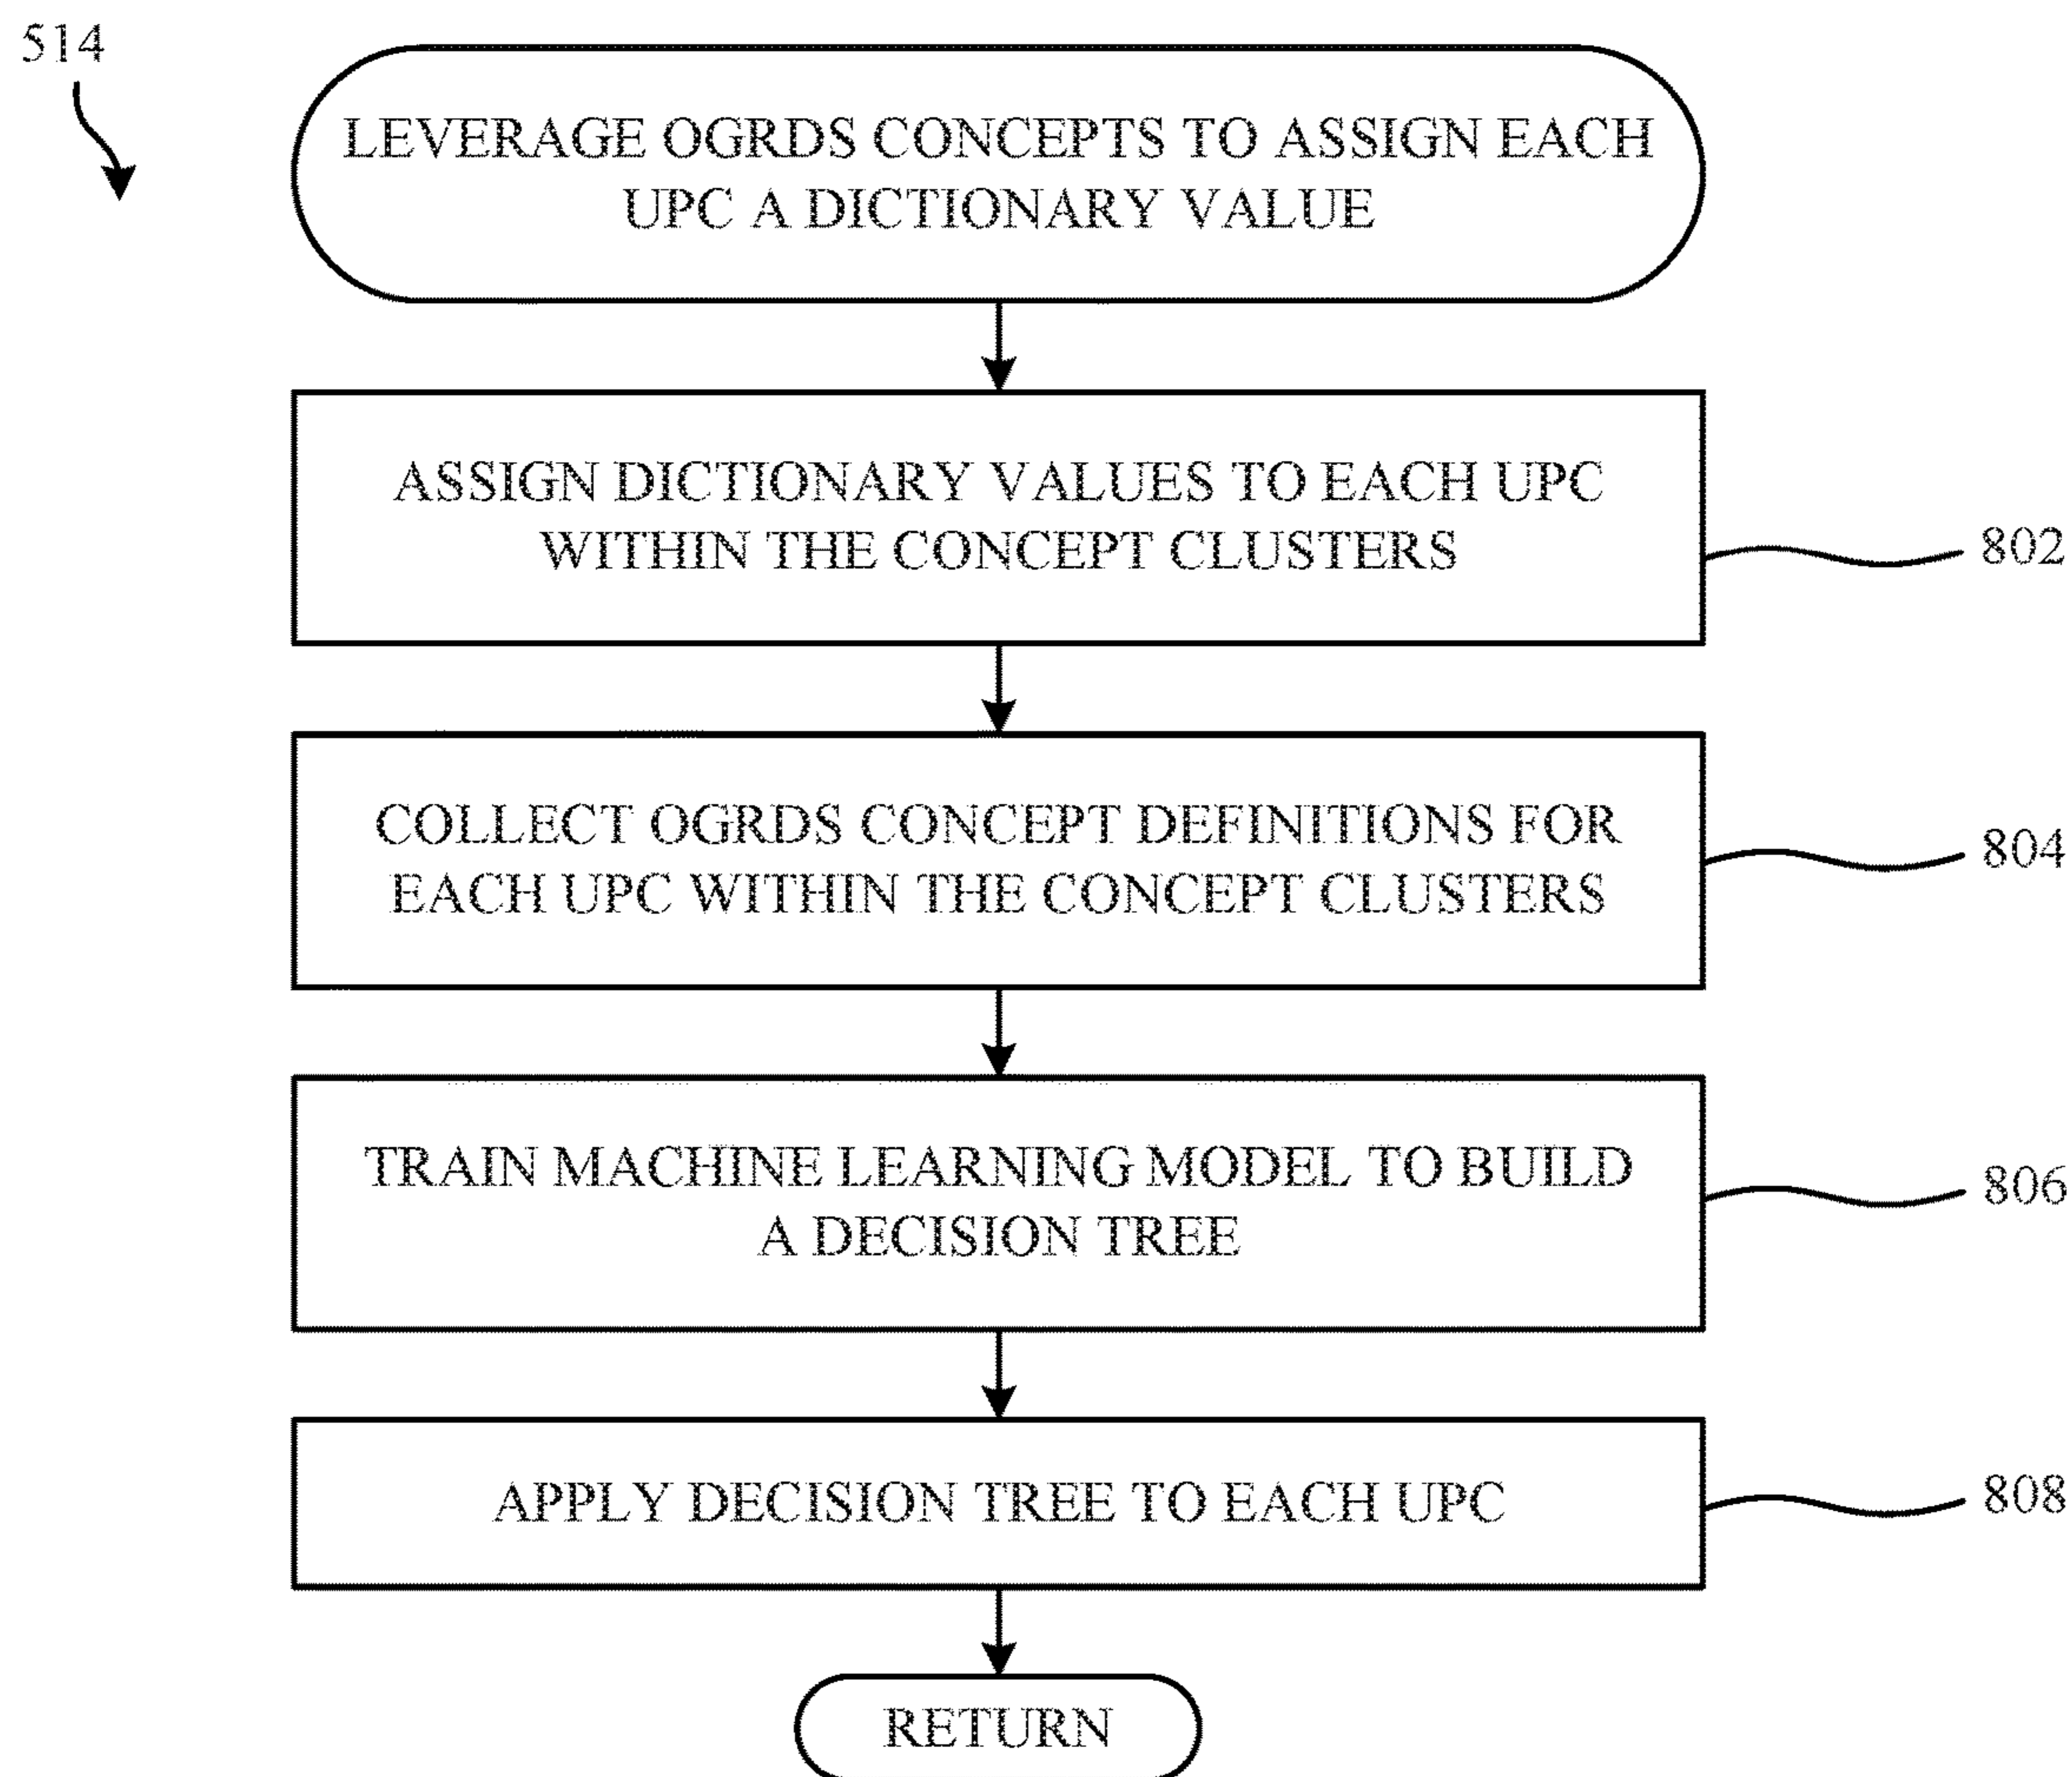 514
LEVERAGE OGRDS CONCEPTS TO ASSIGN EACH
UPC A DICTIONARY VALUE
ASSIGN DICTIONARY VALUES TO EACH UPC
WITHIN THE CONCEPT CLUSTERS
802
COLLECT OGRDS CONCEPT DEFINITIONS FOR
EACH UPC WITHIN THE CONCEPT CLUSTERS
804
TRAIN MACHINE LEARNING MODEL TO BUILD
A DECISION TREE
806
APPLY DECISION TREE TO EACH UPC
808
RETURN